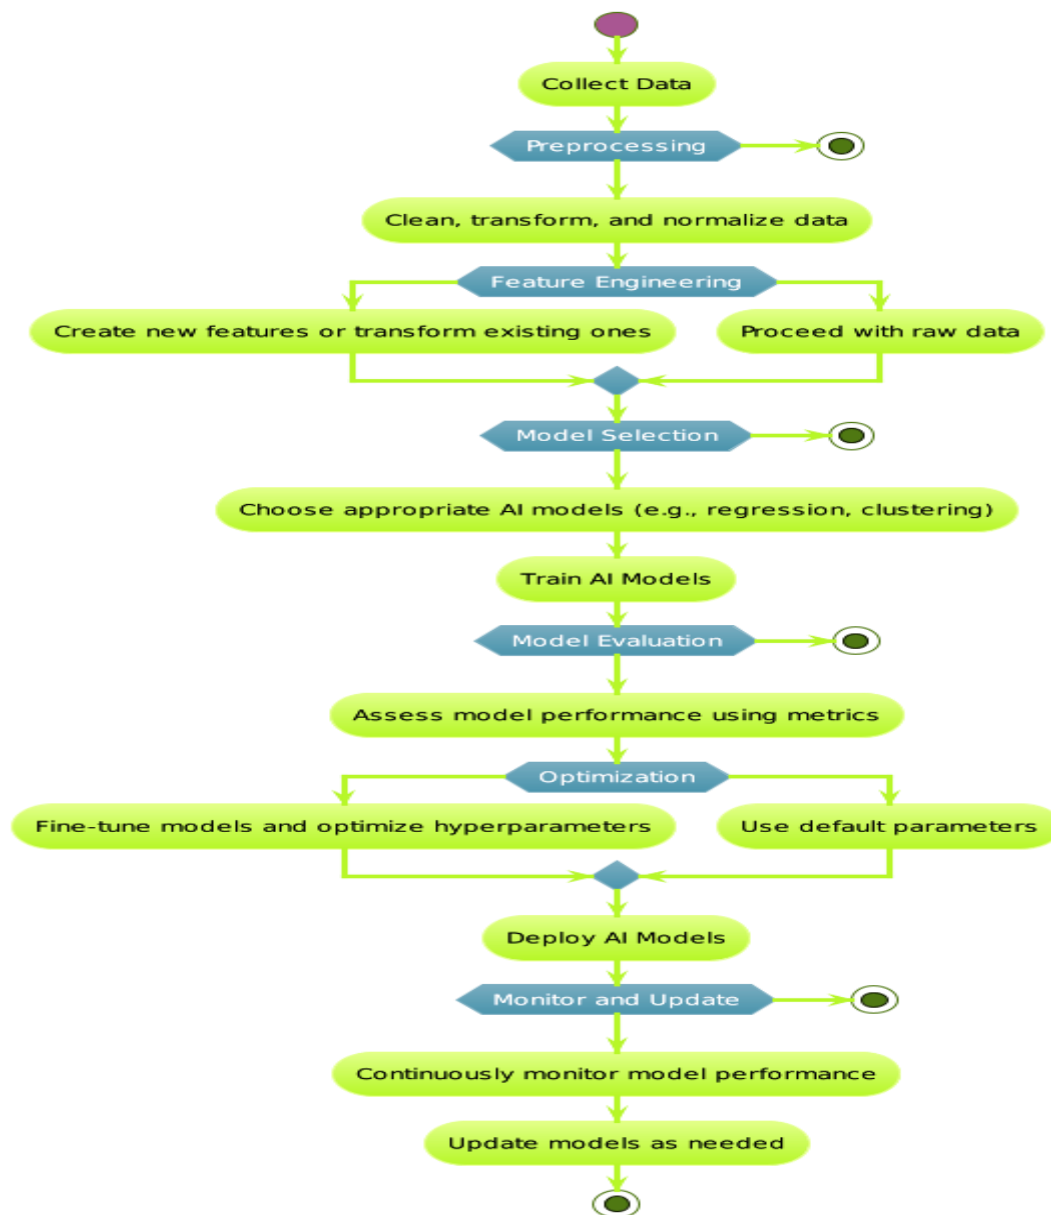 Collect Data
Preprocessing
Clean, transform, and normalize data
Feature Engineering
Create new features or transform existing ones
Proceed with raw data
Model Selection
Choose appropriate AI models (e.g., regression, clustering)
Train AI Models
Model Evaluation
Assess model performance using metrics
Optimization
Fine-tune models and optimize hyperparameters
Use default parameters
Deploy AI Models
Monitor and Update
Continuously monitor model performance
Update models as needed